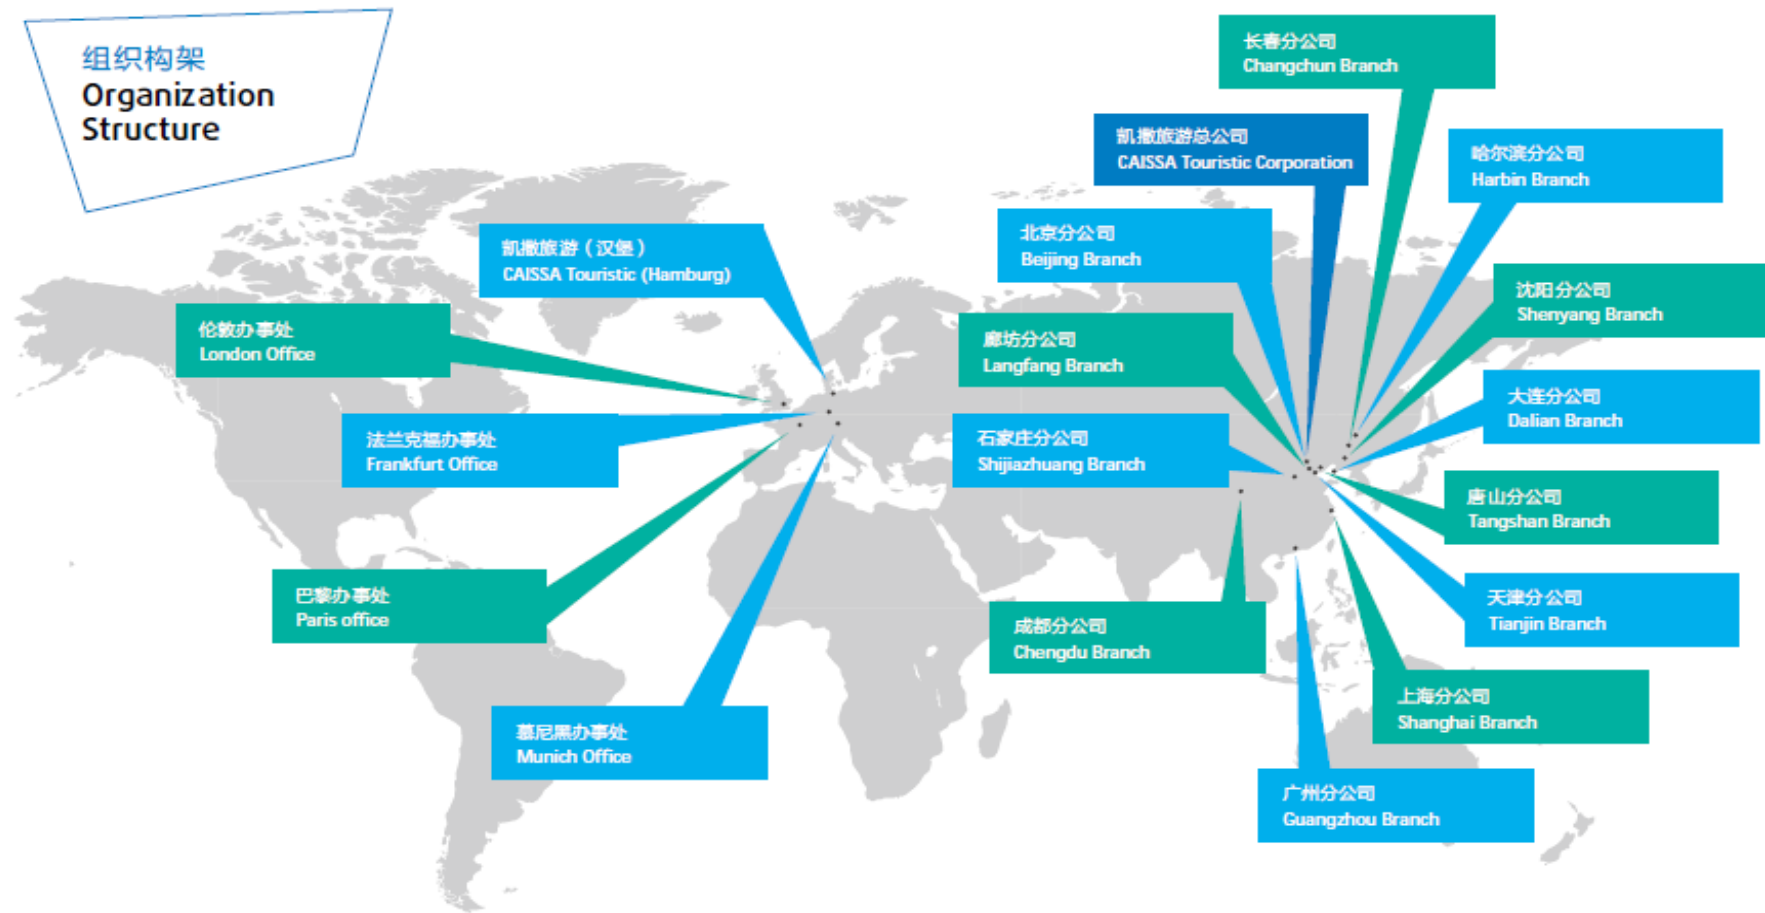 组织构架
Organization
Structure
长春分公司
Changchun Branch
凯撒旅游总公司
CAISSA Touristic Corporation
哈尔滨分公司
Harbin Branch
凯撒旅游（汉堡）
CAISSA Touristic (Hamburg)
北京分公司
Beijing Branch
沈阳分公司
Shenyang Branch
伦敦办事处
London Office
廊坊分公司
Langfang Branch
大连分公司
Dalian Branch
法兰克福办事处
Frankfurt Office
石家庄分公司
Shijiazhuang Branch
唐山分公司
Tangshan Branch
巴黎办事处
Paris office
天津分公司
Tianjin Branch
成都分公司
Chengdu Branch
上海分公司
Shanghai Branch
慕尼黑办事处
Munich Office
广州分公司
Guangzhou Branch